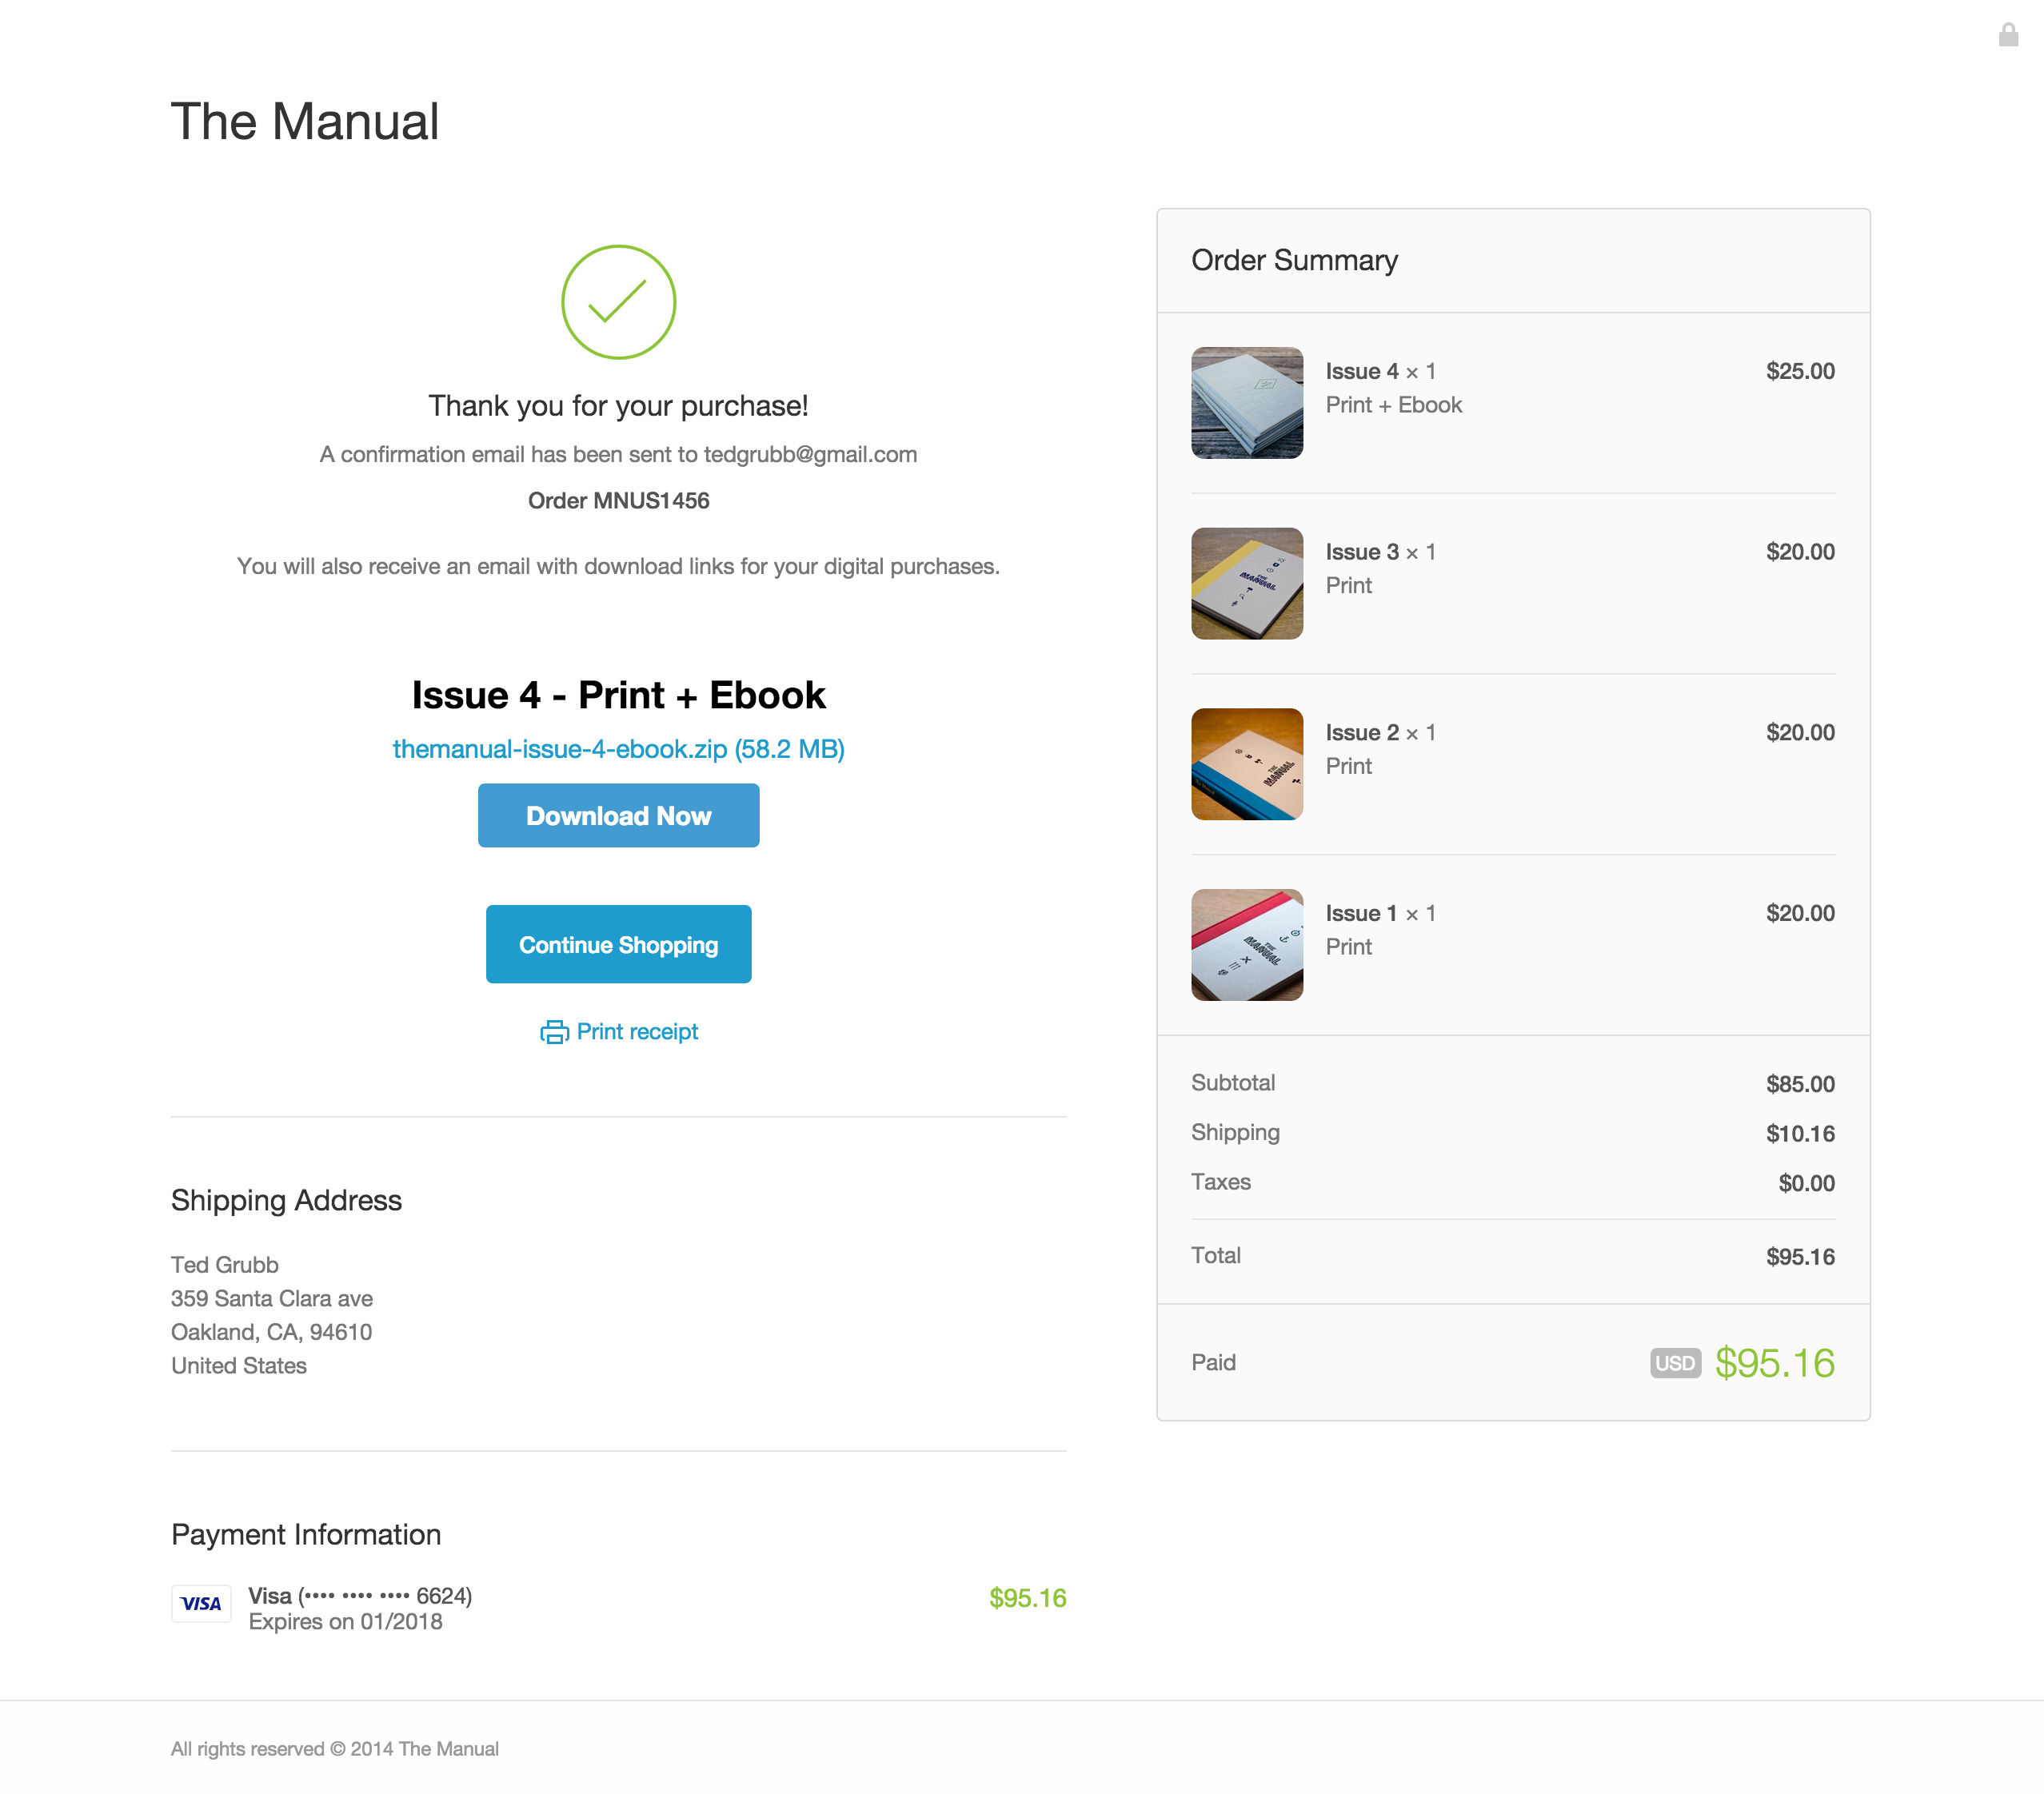 The Manual
Thank you for your purchase!
A confirmation email has been sent to tedgrubb@gmail.com
Order MNUS1456
You will also receive an email with download links for your digital purchases.
Issue 4 - Print + Ebook
themanual-issue-4-ebook.zip (58.2 MB)
Download Now
Continue Shopping
Print receipt
Shipping Address
Ted Grubb
359 Santa Clara ave
Oakland, CA, 94610
United States
Payment Information
VISA
Visa (•••• •••• •••• 6624)
$95.16
Expires on 01/2018
Order Summary
Issue 4 × 1
$25.00
Print + Ebook
THE
MANUAL
Issue 3 × 1
$20.00
Print
THE
MANUAL
Issue 2 × 1
$20.00
Print
THE
MANUAL
Issue 1 × 1
$20.00
Print
Subtotal
$85.00
Shipping
$10.16
Taxes
$0.00
Total
$95.16
Paid
USD $95.16
All rights reserved © 2014 The Manual